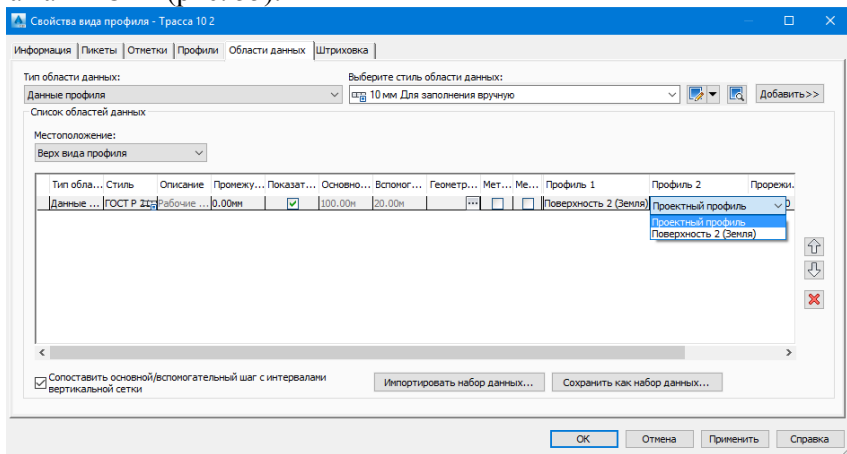 Свойства вида профиля - Трасса 10 2
Информация Пикеты Отметки Профили Области данных Штриховка
Тип области данных: Выберите стиль области данных:
Данные профиля 10 мм Для заполнения вручную Добавить>>
Список областей данных
Местоположение:
Верх вида профиля
Тип обла... Стиль Описание Промежу... Показат... Основно... Вспомог... Геометр... Мет... Ме... Профиль 1 Профиль 2 Прорежи.
Данные ... ГОСТ Р 21 Рабочие ... 0.00мм 100.00м 20.00м ... Поверхность 2 (Земля) Проектный профиль
Проектный профиль
Поверхность 2 (Земля)
Сопоставить основной/вспомогательный шаг с интервалами
вертикальной сетки
Импортировать набор данных... Сохранить как набор данных...
ОК Отмена Применить Справка